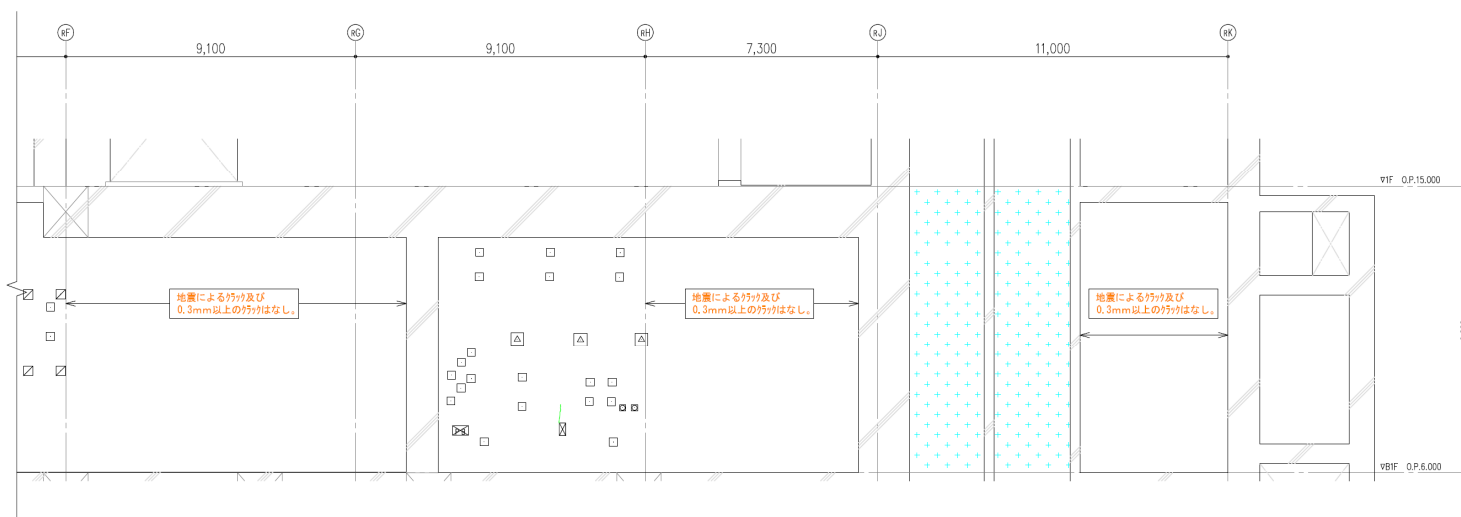 RF
RG
RH
RJ
RK
9,100
9,100
7,300
11,000
▽1F O.P.15.000
地震によるクラック及び
0.3mm以上のクラックはなし。
地震によるクラック及び
0.3mm以上のクラックはなし。
地震によるクラック及び
0.3mm以上のクラックはなし。
▽B1F O.P.6.000